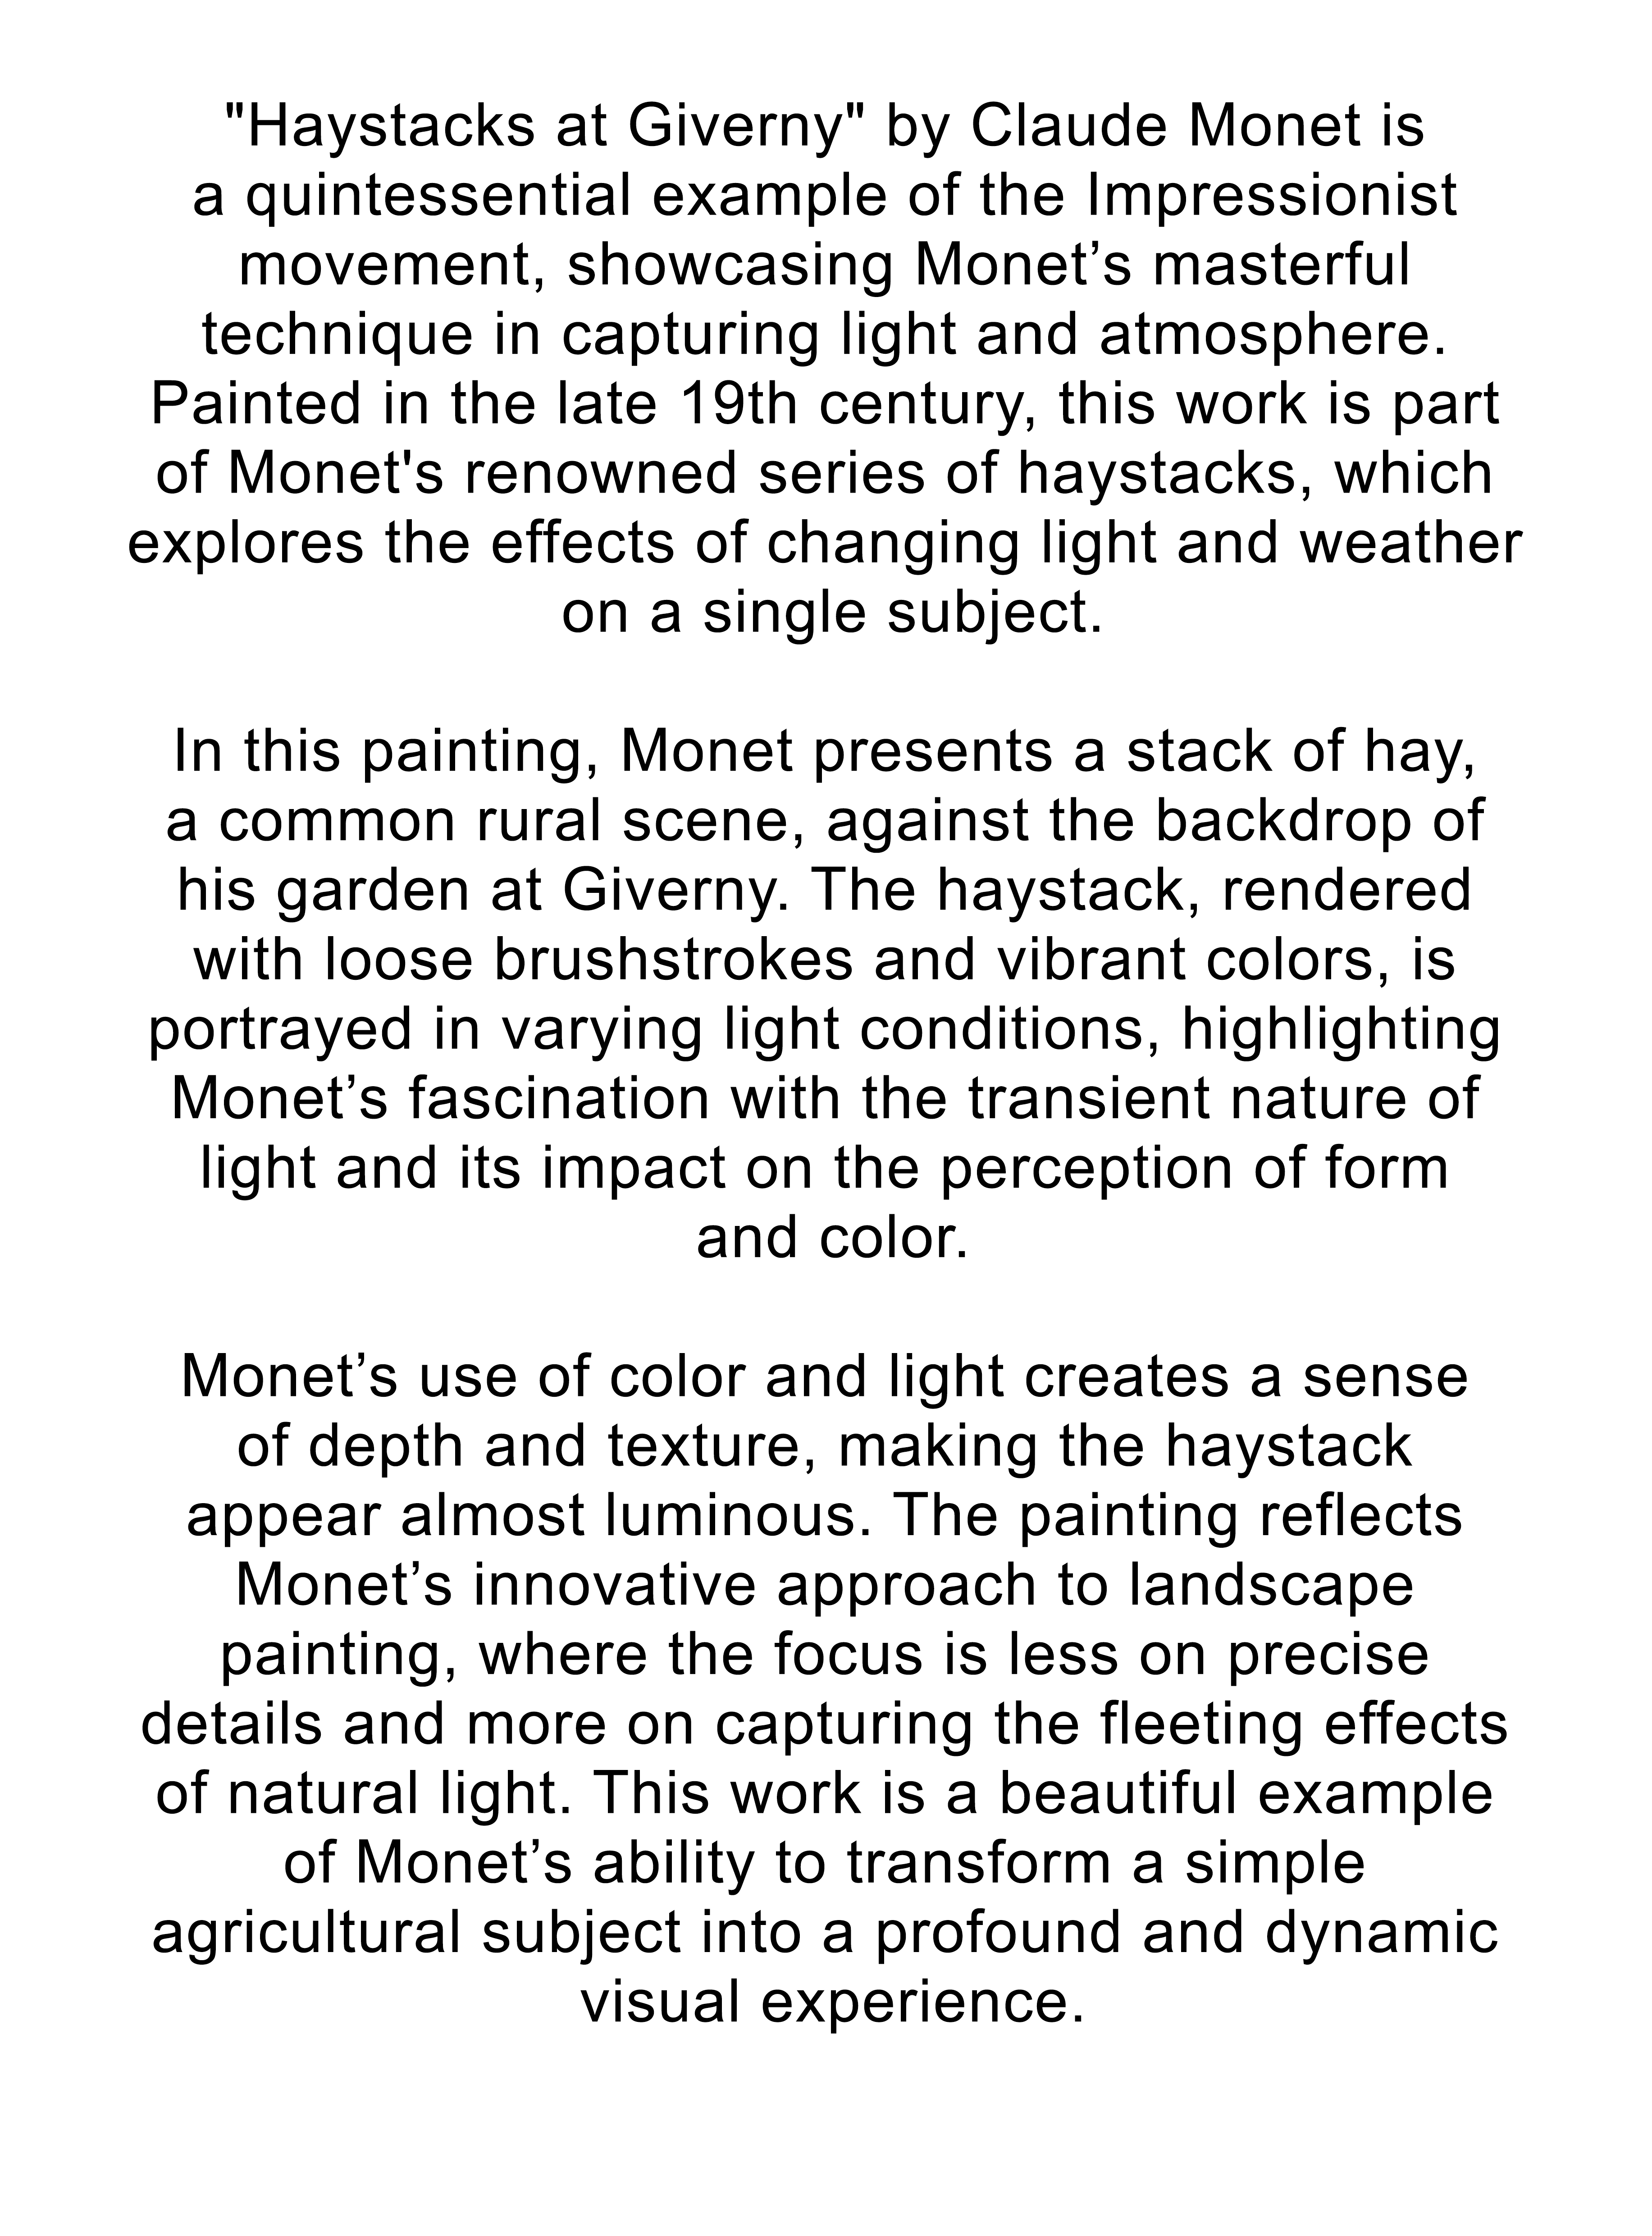 "Haystacks at Giverny" by Claude Monet is
a quintessential example of the Impressionist
movement, showcasing Monet’s masterful
technique in capturing light and atmosphere.
Painted in the late 19th century, this work is part
of Monet's renowned series of haystacks, which
explores the effects of changing light and weather
on a single subject.

In this painting, Monet presents a stack of hay,
a common rural scene, against the backdrop of
his garden at Giverny. The haystack, rendered
with loose brushstrokes and vibrant colors, is
portrayed in varying light conditions, highlighting
Monet’s fascination with the transient nature of
light and its impact on the perception of form
and color.

Monet’s use of color and light creates a sense
of depth and texture, making the haystack
appear almost luminous. The painting reflects
Monet’s innovative approach to landscape
painting, where the focus is less on precise
details and more on capturing the fleeting effects
of natural light. This work is a beautiful example
of Monet’s ability to transform a simple
agricultural subject into a profound and dynamic
visual experience.